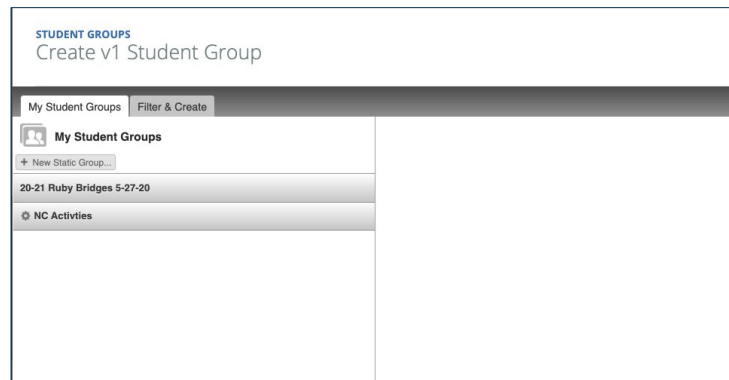 STUDENT GROUPS
Create v1 Student Group
My Student Groups
Filter & Create
My Student Groups
+ New Static Group...
20-21 Ruby Bridges 5-27-20
NC Activties